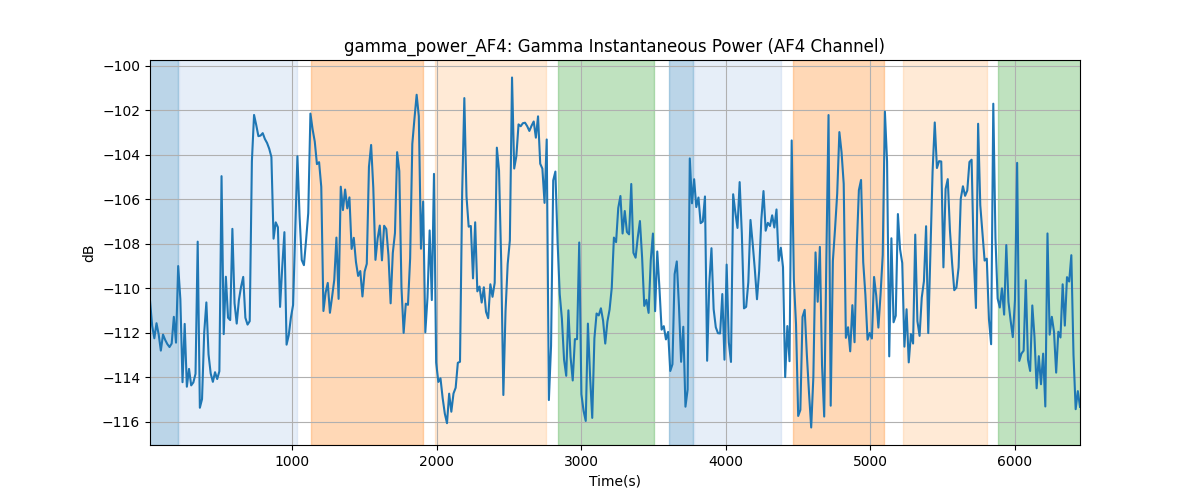 gamma_power_AF4: Gamma Instantaneous Power (AF4 Channel)
−100
−102
−104
−106
−108
−110
−112
−114
−116
dB
1000 2000 3000 4000 5000 6000
Time(s)